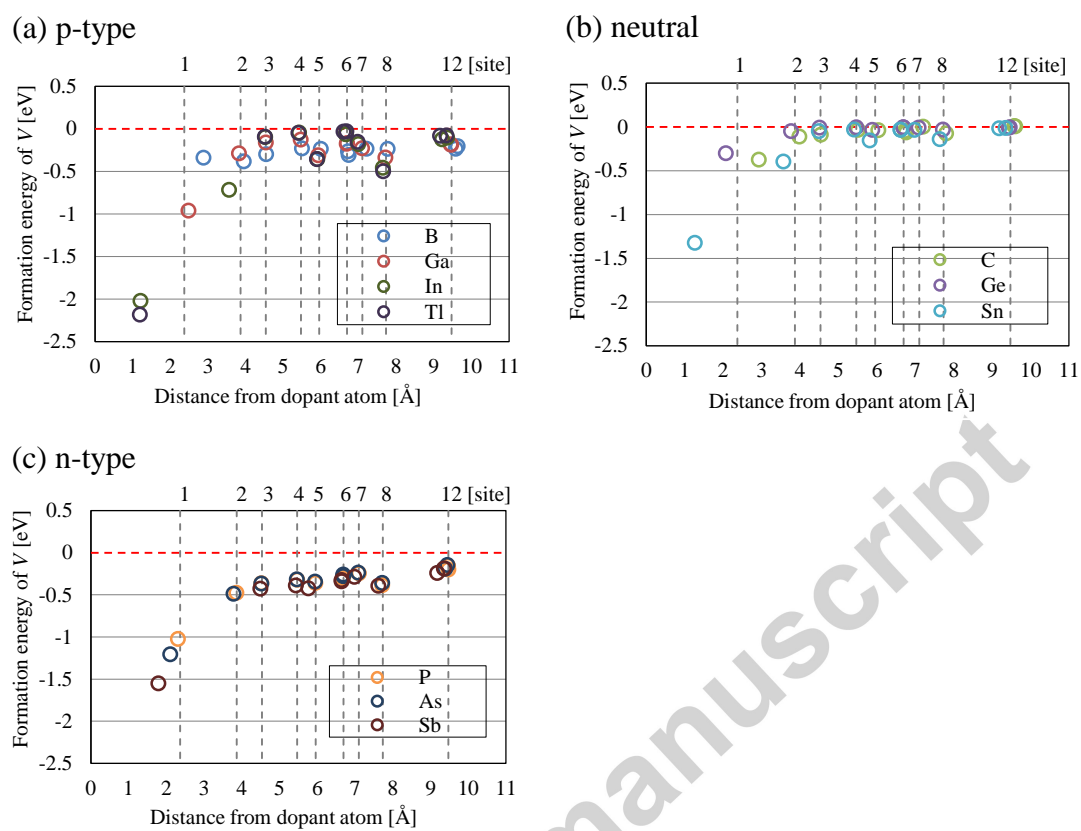 (a) p-type
1 2 3 4 5 6 7 8 12 [site]
Formation energy of V [eV]
0.5
0
-0.5
-1
-1.5
-2
-2.5
B
Ga
In
Tl
0 1 2 3 4 5 6 7 8 9 10 11
Distance from dopant atom [Å]
(b) neutral
1 2 3 4 5 6 7 8 12 [site]
Formation energy of V [eV]
0.5
0
-0.5
-1
-1.5
-2
-2.5
C
Ge
Sn
0 1 2 3 4 5 6 7 8 9 10 11
Distance from dopant atom [Å]
(c) n-type
1 2 3 4 5 6 7 8 12 [site]
Formation energy of V [eV]
0.5
0
-0.5
-1
-1.5
-2
-2.5
P
As
Sb
0 1 2 3 4 5 6 7 8 9 10 11
Distance from dopant atom [Å]
manuscript